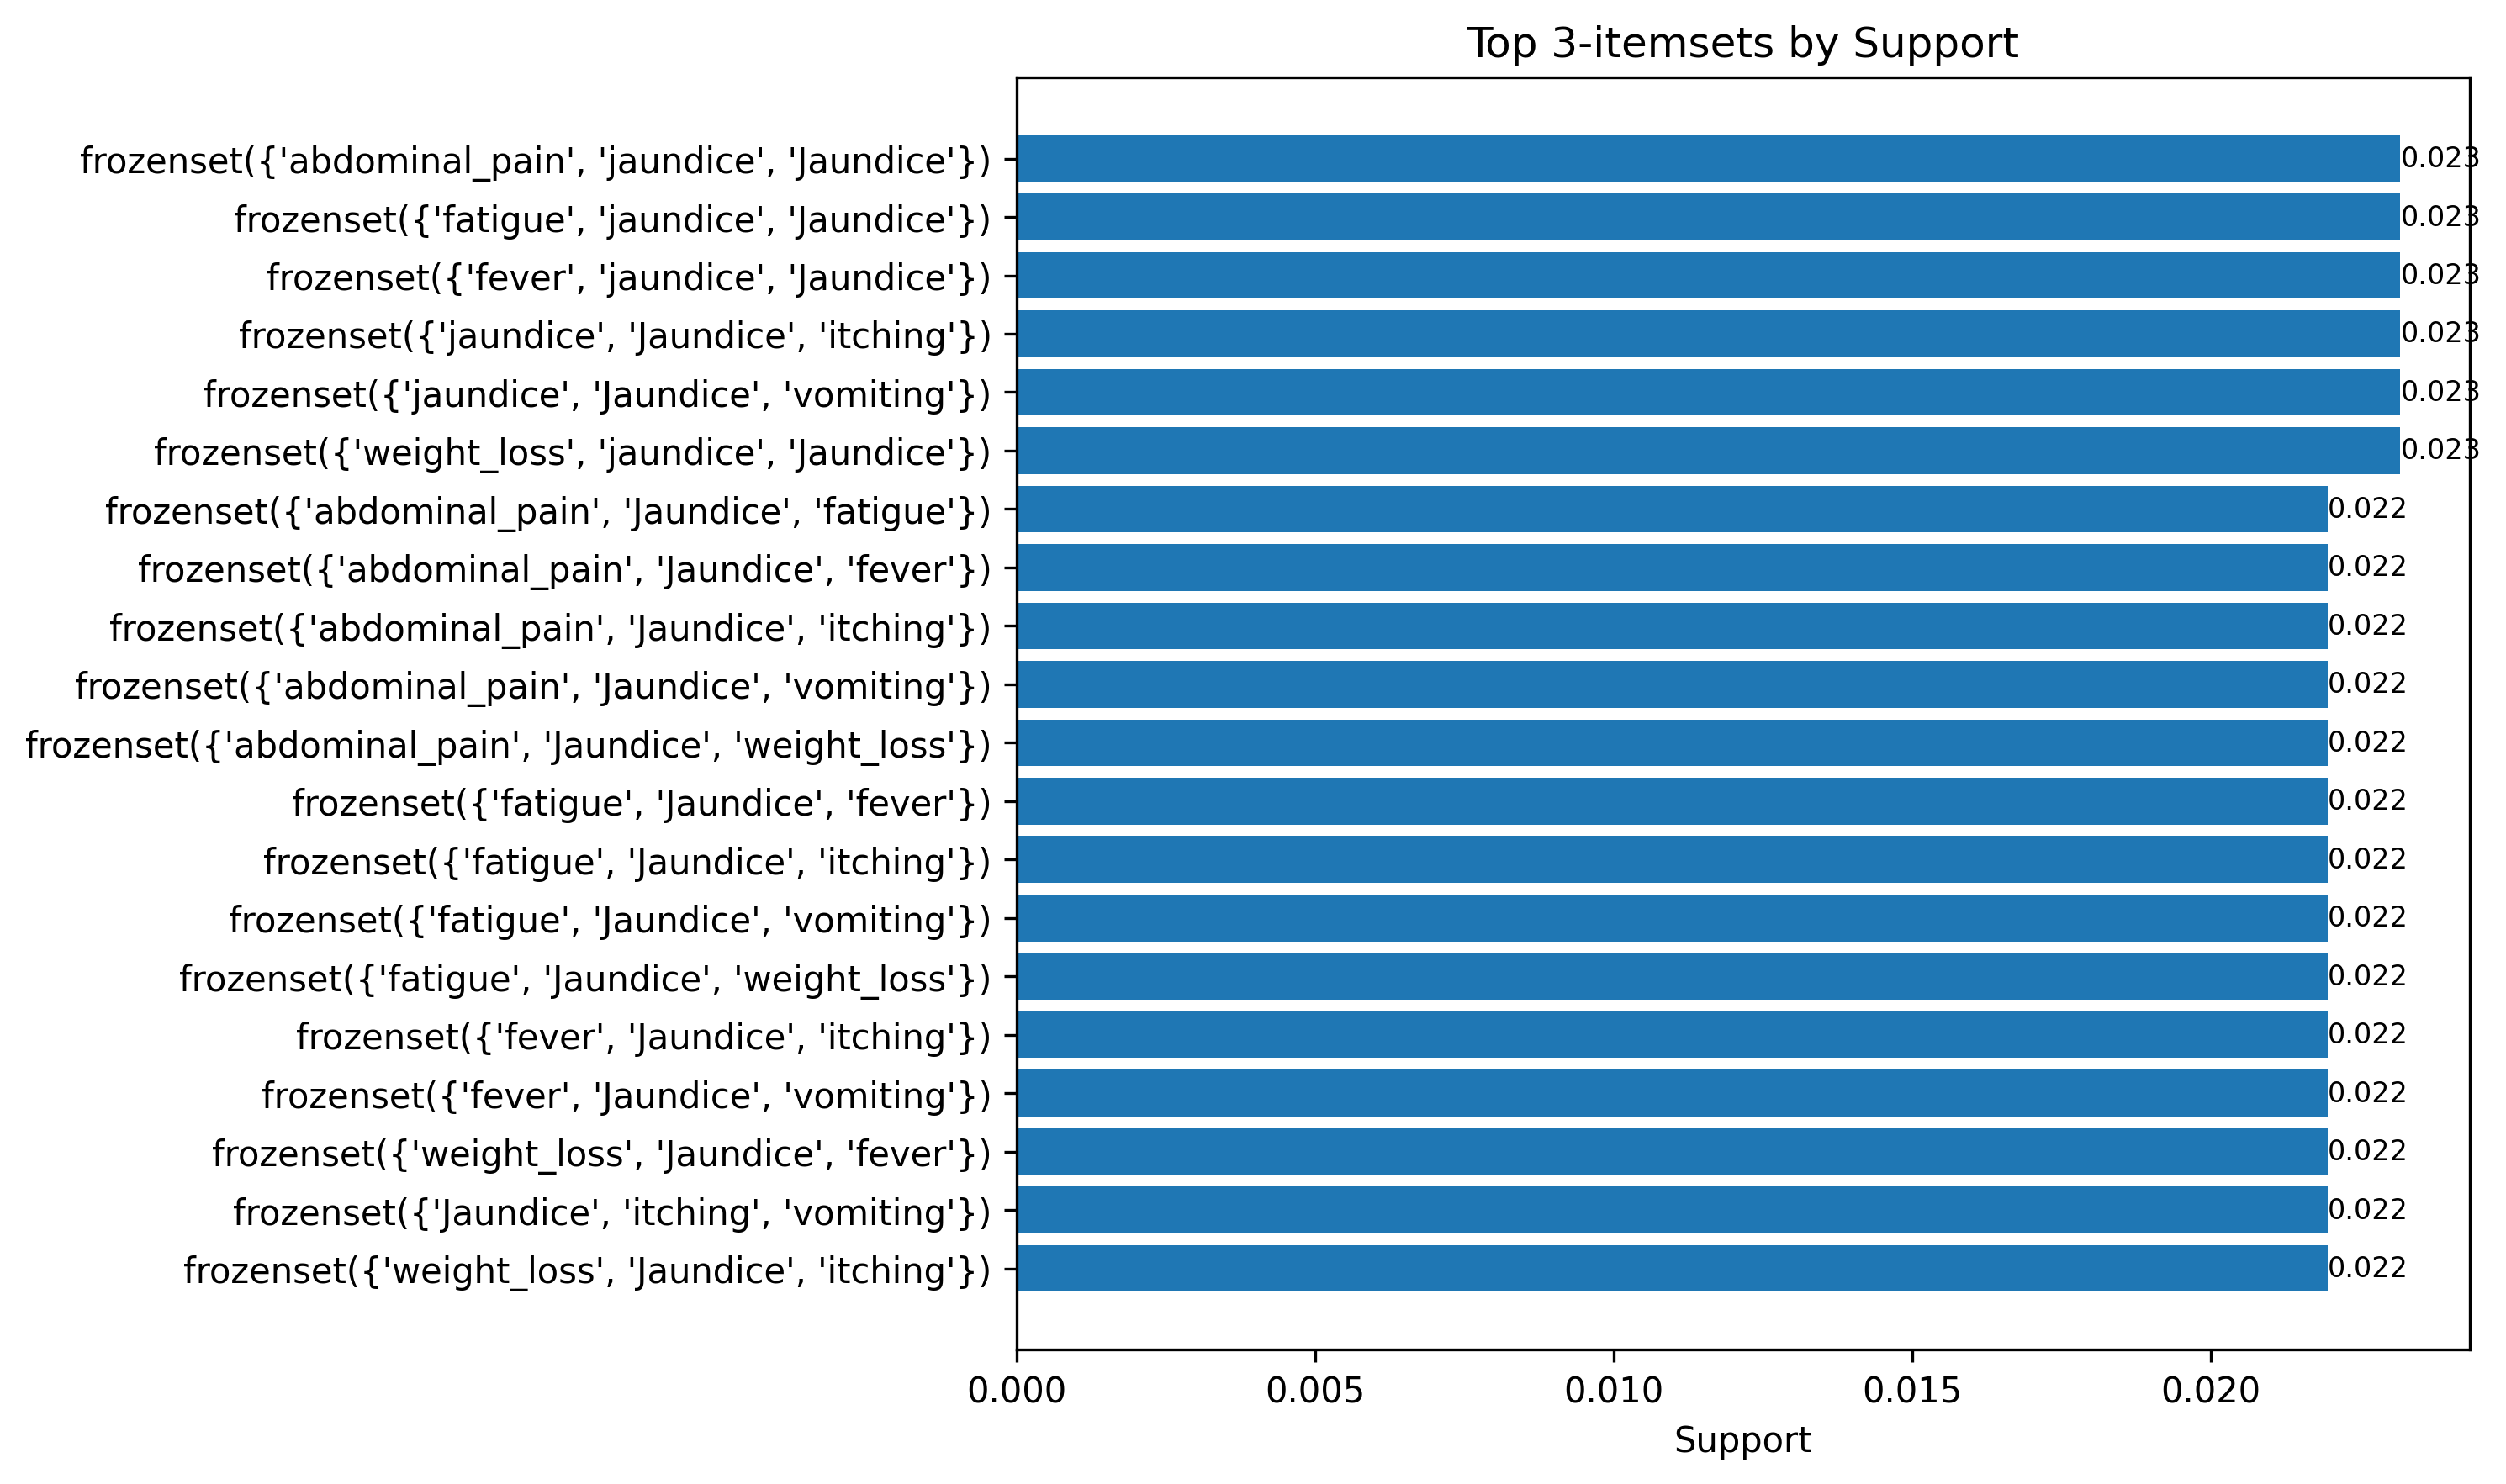 Top 3-itemsets by Support
frozenset({'abdominal_pain', 'jaundice', 'Jaundice'}) 0.023
frozenset({'fatigue', 'jaundice', 'Jaundice'}) 0.023
frozenset({'fever', 'jaundice', 'Jaundice'}) 0.023
frozenset({'jaundice', 'Jaundice', 'itching'}) 0.023
frozenset({'jaundice', 'Jaundice', 'vomiting'}) 0.023
frozenset({'weight_loss', 'jaundice', 'Jaundice'}) 0.023
frozenset({'abdominal_pain', 'Jaundice', 'fatigue'}) 0.022
frozenset({'abdominal_pain', 'Jaundice', 'fever'}) 0.022
frozenset({'abdominal_pain', 'Jaundice', 'itching'}) 0.022
frozenset({'abdominal_pain', 'Jaundice', 'vomiting'}) 0.022
frozenset({'abdominal_pain', 'Jaundice', 'weight_loss'}) 0.022
frozenset({'fatigue', 'Jaundice', 'fever'}) 0.022
frozenset({'fatigue', 'Jaundice', 'itching'}) 0.022
frozenset({'fatigue', 'Jaundice', 'vomiting'}) 0.022
frozenset({'fatigue', 'Jaundice', 'weight_loss'}) 0.022
frozenset({'fever', 'Jaundice', 'itching'}) 0.022
frozenset({'fever', 'Jaundice', 'vomiting'}) 0.022
frozenset({'weight_loss', 'Jaundice', 'fever'}) 0.022
frozenset({'Jaundice', 'itching', 'vomiting'}) 0.022
frozenset({'weight_loss', 'Jaundice', 'itching'}) 0.022
0.000 0.005 0.010 0.015 0.020
Support